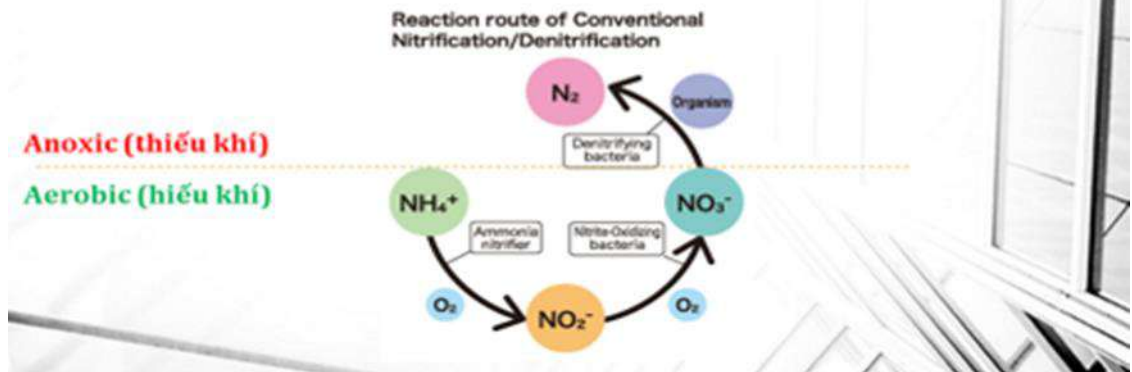 Reaction route of Conventional
Nitrification/Denitrification
N₂
Organism
Denitrifying
bacteria
Anoxic (thiếu khí)
Aerobic (hiếu khí)
NH₄⁺
NO₃⁻
Ammonia
nitrifier
Nitrite-Oxidizing
bacteria
O₂
O₂
NO₂⁻